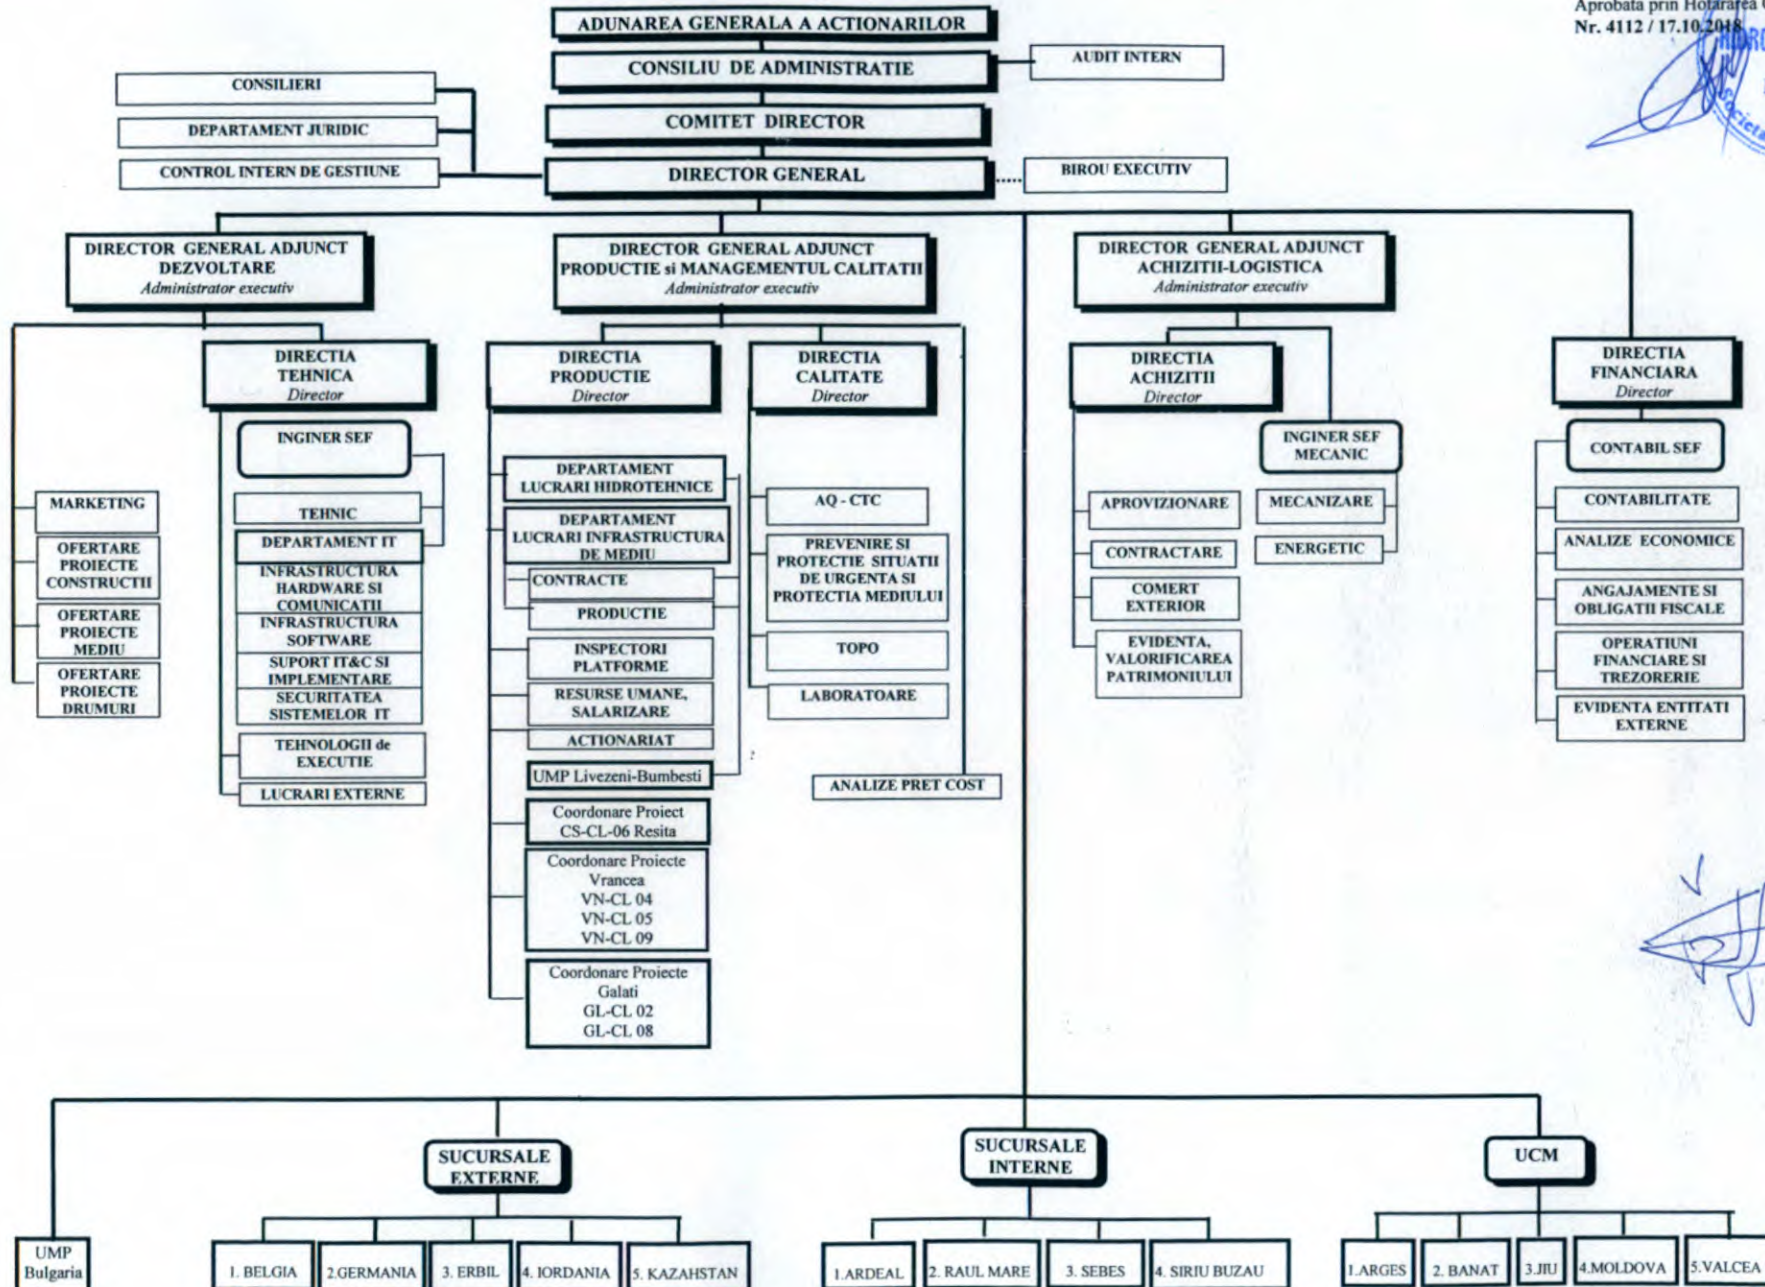 Aprobata prin Hotararea
Nr. 4112 / 17.10.2018
ADUNAREA GENERALA A ACTIONARILOR
CONSILIU DE ADMINISTRATIE
AUDIT INTERN
CONSILIERI
DEPARTAMENT JURIDIC
COMITET DIRECTOR
CONTROL INTERN DE GESTIUNE
DIRECTOR GENERAL
BIROU EXECUTIV
DIRECTOR GENERAL ADJUNCT
DEZVOLTARE
Administrator executiv
DIRECTOR GENERAL ADJUNCT
PRODUCTIE si MANAGEMENTUL CALITATII
Administrator executiv
DIRECTOR GENERAL ADJUNCT
ACHIZITII-LOGISTICA
Administrator executiv
DIRECTIA
TEHNICA
Director
DIRECTIA
PRODUCTIE
Director
DIRECTIA
CALITATE
Director
DIRECTIA
ACHIZITII
Director
DIRECTIA
FINANCIARA
Director
MARKETING
OFERTARE
PROIECTE
CONSTRUCTII
OFERTARE
PROIECTE
MEDIU
OFERTARE
PROIECTE
DRUMURI
INGINER SEF
TEHNIC
DEPARTAMENT IT
INFRASTRUCTURA
HARDWARE SI
COMUNICATII
INFRASTRUCTURA
SOFTWARE
SUPORT IT&C SI
IMPLEMENTARE
SECURITATEA
SISTEMELOR IT
TEHNOLOGII de
EXECUTIE
LUCRARI EXTERNE
DEPARTAMENT
LUCRARI HIDROTEHNICE
DEPARTAMENT
LUCRARI INFRASTRUCTURA
DE MEDIU
CONTRACTE
PRODUCTIE
INSPECTORI
PLATFORME
RESURSE UMANE,
SALARIZARE
ACTIONARIAT
UMP Livezeni-Bumbesti
Coordonare Proiect
CS-CL-06 Resita
Coordonare Proiecte
Vrancea
VN-CL 04
VN-CL 05
VN-CL 09
Coordonare Proiecte
Galati
GL-CL 02
GL-CL 08
AQ - CTC
PREVENIRE SI
PROTECTIE SITUATII
DE URGENTA SI
PROTECTIA MEDIULUI
TOPO
LABORATOARE
ANALIZE PRET COST
APROVIZIONARE
CONTRACTARE
COMERT
EXTERIOR
EVIDENTA,
VALORIFICAREA
PATRIMONIULUI
INGINER SEF
MECANIC
MECANIZARE
ENERGETIC
CONTABIL SEF
CONTABILITATE
ANALIZE ECONOMICE
ANGAJAMENTE SI
OBLIGATII FISCALE
OPERATIUNI
FINANCIARE SI
TREZORERIE
EVIDENTA ENTITATI
EXTERNE
SUCURSALE
EXTERNE
SUCURSALE
INTERNE
UCM
UMP
Bulgaria
1. BELGIA
2.GERMANIA
3. ERBIL
4. IORDANIA
5. KAZAHSTAN
1.ARDEAL
2. RAUL MARE
3. SEBES
4. SIRIU BUZAU
1.ARGES
2. BANAT
3.JIU
4.MOLDOVA
5.VALCEA